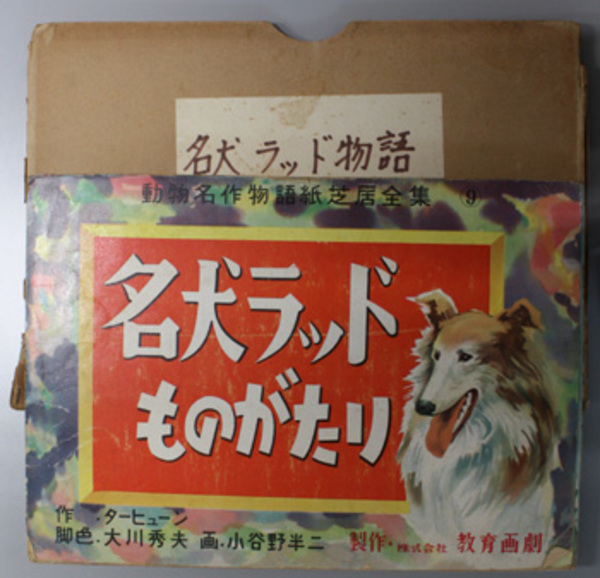 名犬ラッド物語
動物名作物語紙芝居全集 9
名犬ラッド
ものがたり
作・ターヒューン
脚色・大川秀夫 画・小谷野半二 製作・株式会社 教育画劇